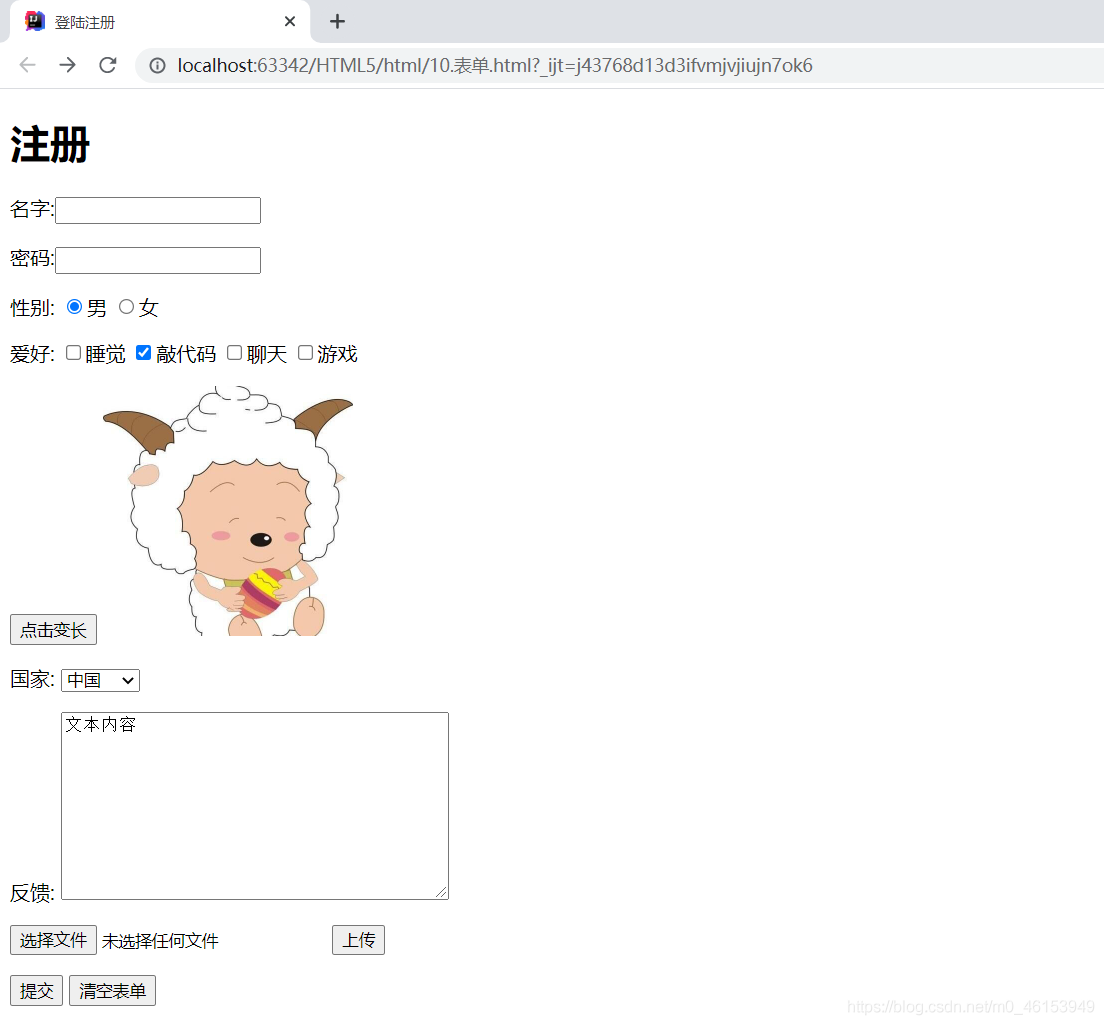 登陆注册
localhost:63342/HTML5/html/10.表单.html?_ijt=j43768d13d3ifvmjvjiujn7ok6
注册
名字:
密码:
性别: 男 女
爱好: 睡觉 敲代码 聊天 游戏
点击变长
国家: 中国
文本内容
反馈:
选择文件 未选择任何文件 上传
提交 清空表单
https://blog.csdn.net/m0_46153949